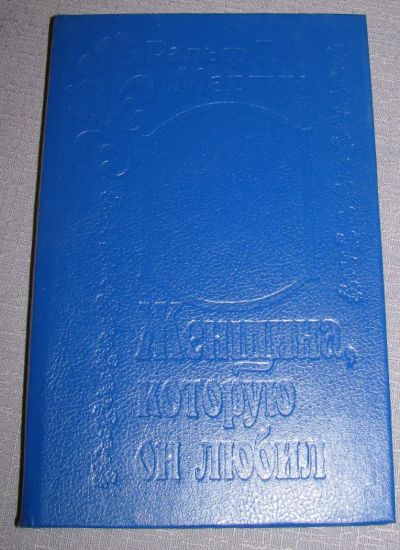 Ральф Г.
Мартин
Женщина,
которую
он любил